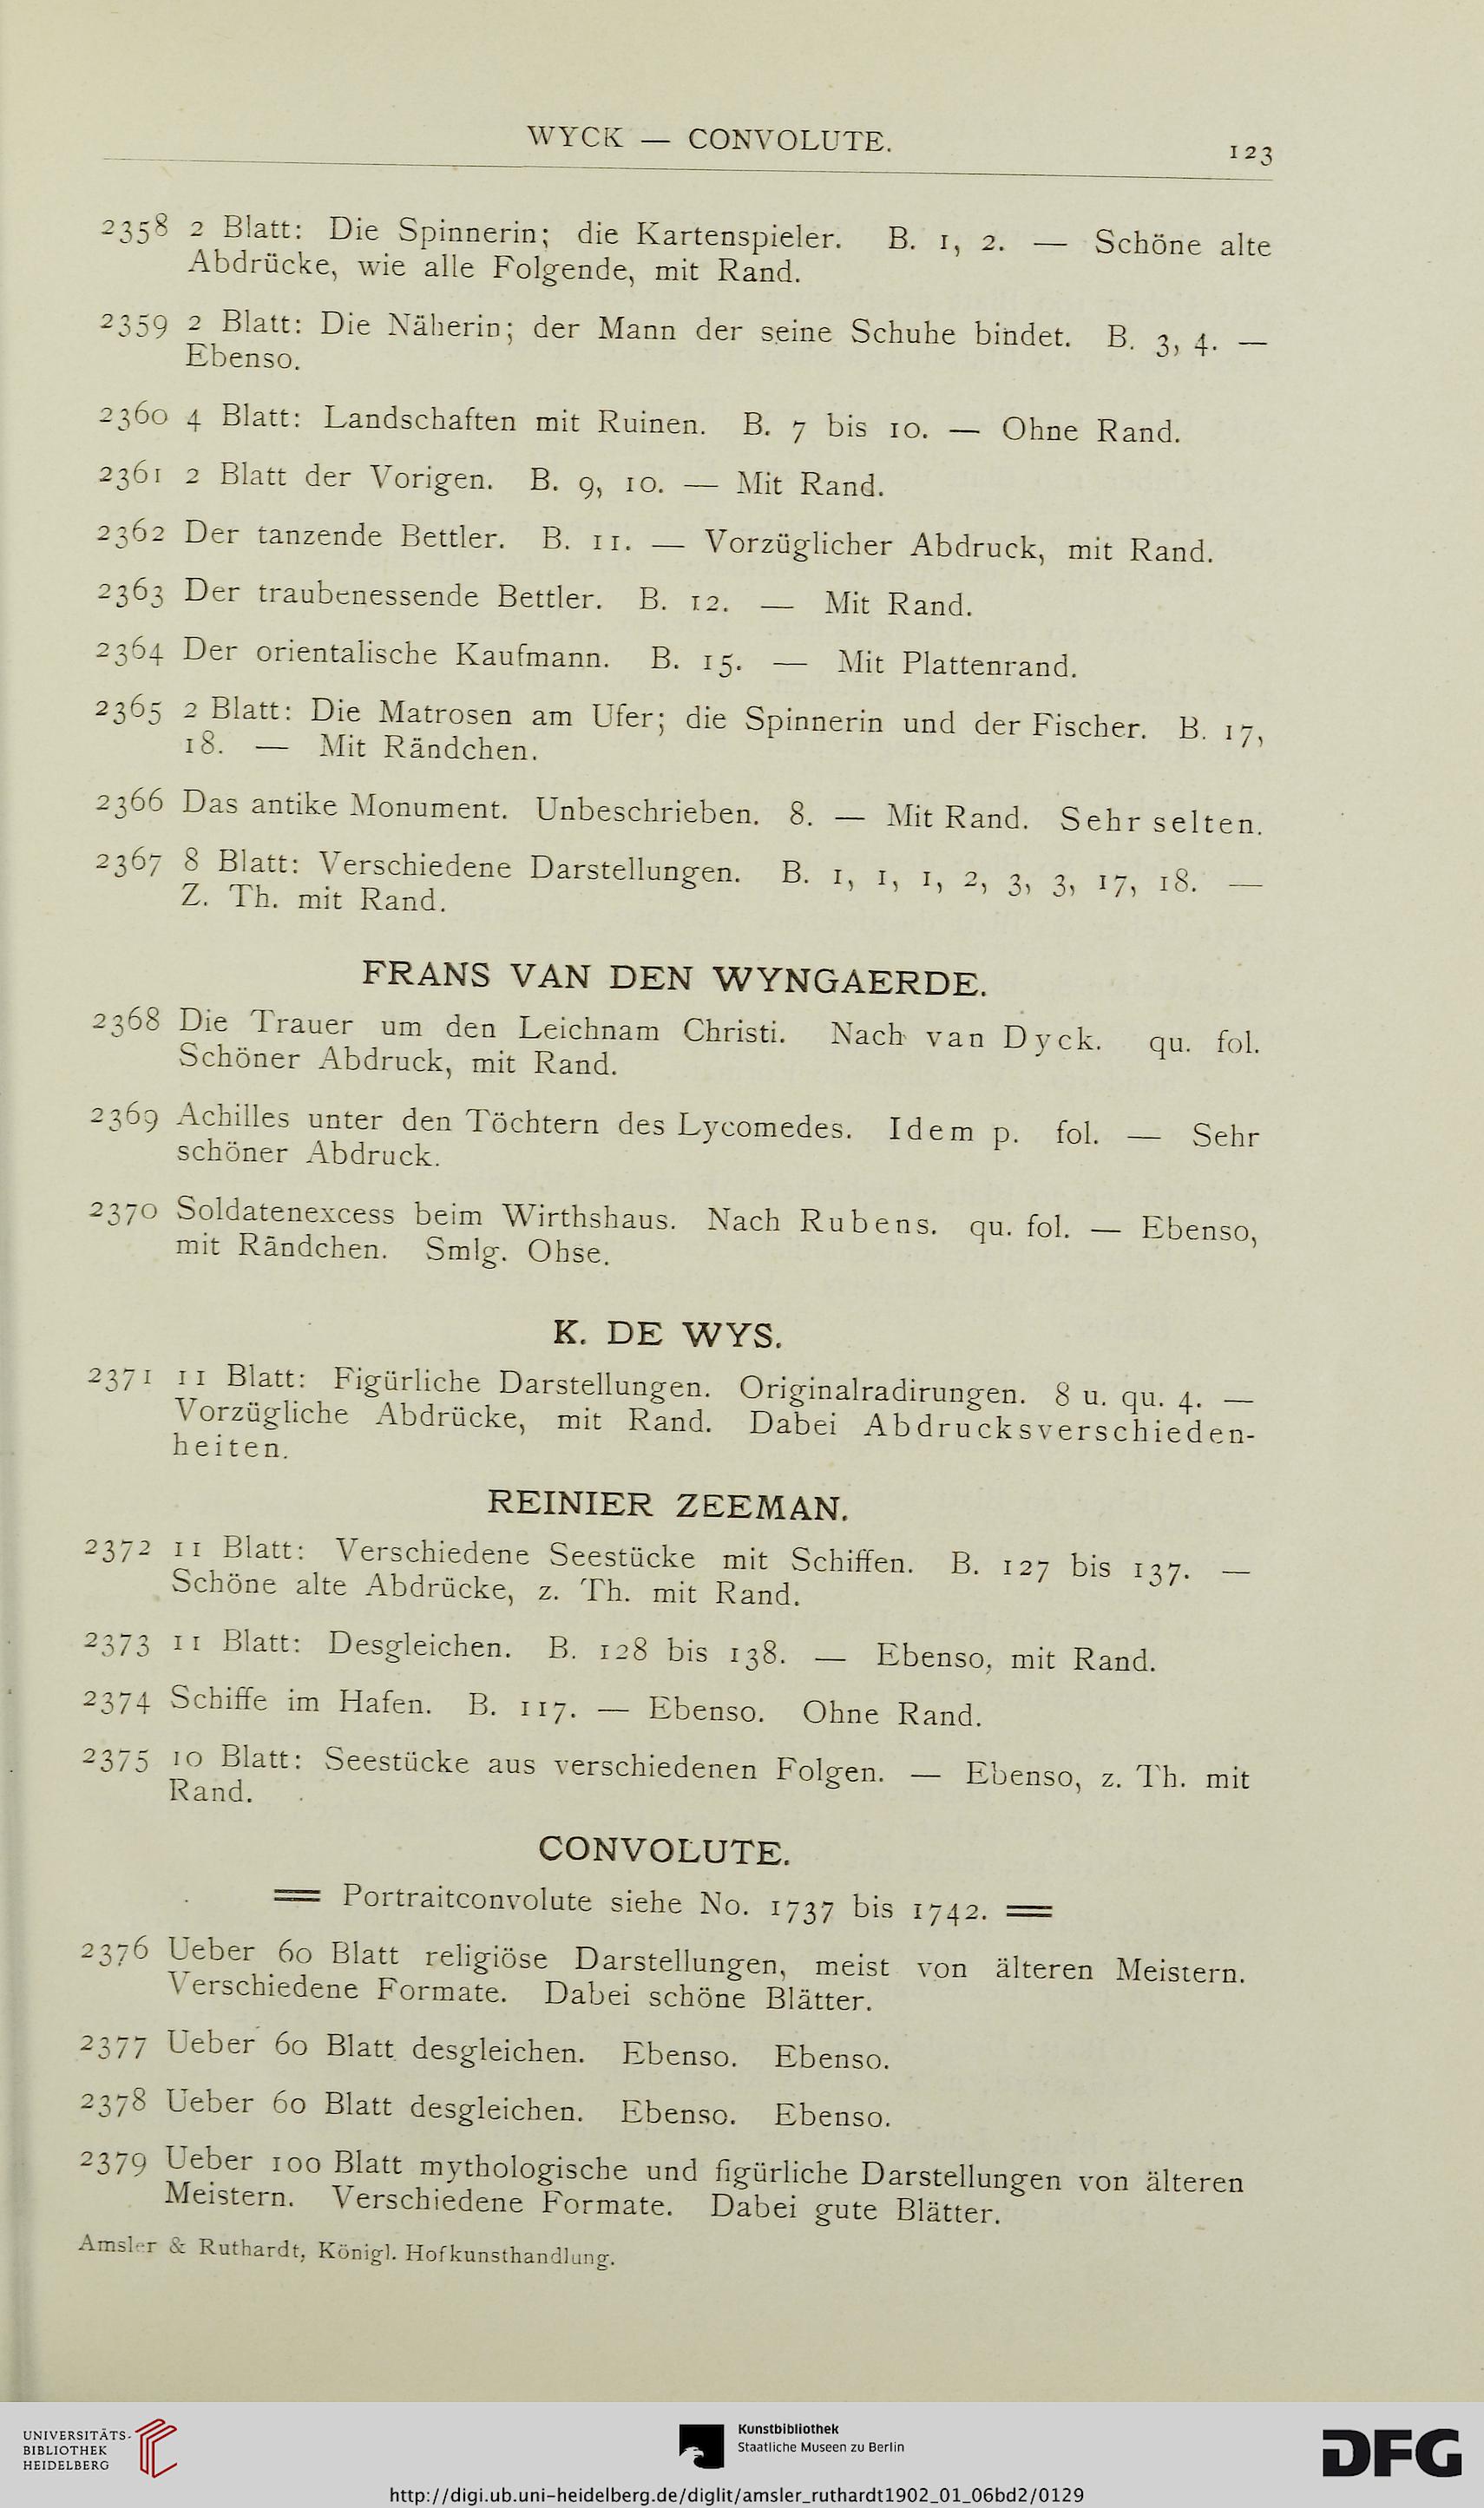 WYCK — CONVOLUTE.
123
2358 2 Blatt: Die Spinnerin; die Kartenspieler. B. 1, 2. — Schöne alte
Abdrücke, wie alle Folgende, mit Rand.
2359 2 Blatt: Die Näherin; der Mann der seine Schuhe bindet. B. 3, 4. —
Ebenso.
2360 4 Blatt: Landschaften mit Ruinen. B. 7 bis 10. — Ohne Rand.
2361 2 Blatt der Vorigen. B. 9, 10. — Mit Rand.
2362 Der tanzende Bettler. B. 11. — Vorzüglicher Abdruck, mit Rand.
2363 Der traubenessende Bettler. B. 12. — Mit Rand.
2364 Der orientalische Kaufmann. B. 15. — Mit Plattenrand.
2365 2 Blatt: Die Matrosen am Ufer; die Spinnerin und der Fischer. B. 17,
18. — Mit Rändchen.
2366 Das antike Monument. Unbeschrieben. 8. — Mit Rand. Sehr selten.
2367 8 Blatt: Verschiedene Darstellungen. B. 1, 1, 1, 2, 3, 3, 17, 18. —
Z. Th. mit Rand.
FRANS VAN DEN WYNGAERDE.
2368 Die Trauer um den Leichnam Christi. Nach van Dyck. qu. fol.
Schöner Abdruck, mit Rand.
2369 Achilles unter den Töchtern des Lycomedes. Idem p. fol. — Sehr
schöner Abdruck.
2370 Soldatenexcess beim Wirthshaus. Nach Rubens. qu. fol. — Ebenso,
mit Rändchen. Smlg. Ohse.
K. DE WYS.
2371 11 Blatt: Figürliche Darstellungen. Originalradirungen. 8 u. qu. 4. —
Vorzügliche Abdrücke, mit Rand. Dabei Abdrucksverschieden-
heiten.
REINIER ZEEMAN.
2372 11 Blatt: Verschiedene Seestücke mit Schiffen. B. 127 bis 137. —
Schöne alte Abdrücke, z. Th. mit Rand.
2373 11 Blatt: Desgleichen. B. 128 bis 138. — Ebenso, mit Rand.
2374 Schiffe im Hafen. B. 117. — Ebenso. Ohne Rand.
2375 10 Blatt: Seestücke aus verschiedenen Folgen. — Ebenso, z. Th. mit
Rand.
CONVOLUTE.
== Portraitconvolute siehe No. 1737 bis 1742. ==
2376 Ueber 60 Blatt religiöse Darstellungen, meist von älteren Meistern.
Verschiedene Formate. Dabei schöne Blätter.
2377 Ueber 60 Blatt desgleichen. Ebenso. Ebenso.
2378 Ueber 60 Blatt desgleichen. Ebenso. Ebenso.
2379 Ueber 100 Blatt mythologische und figürliche Darstellungen von älteren
Meistern. Verschiedene Formate. Dabei gute Blätter.
Amsler & Ruthardt, Königl. Hofkunsthandlung.
UNIVERSITÄTS-
BIBLIOTHEK
HEIDELBERG
Kunstbibliothek
Staatliche Museen zu Berlin
DFG
http://digi.ub.uni-heidelberg.de/diglit/amsler_ruthardt1902_01_06bd2/0129